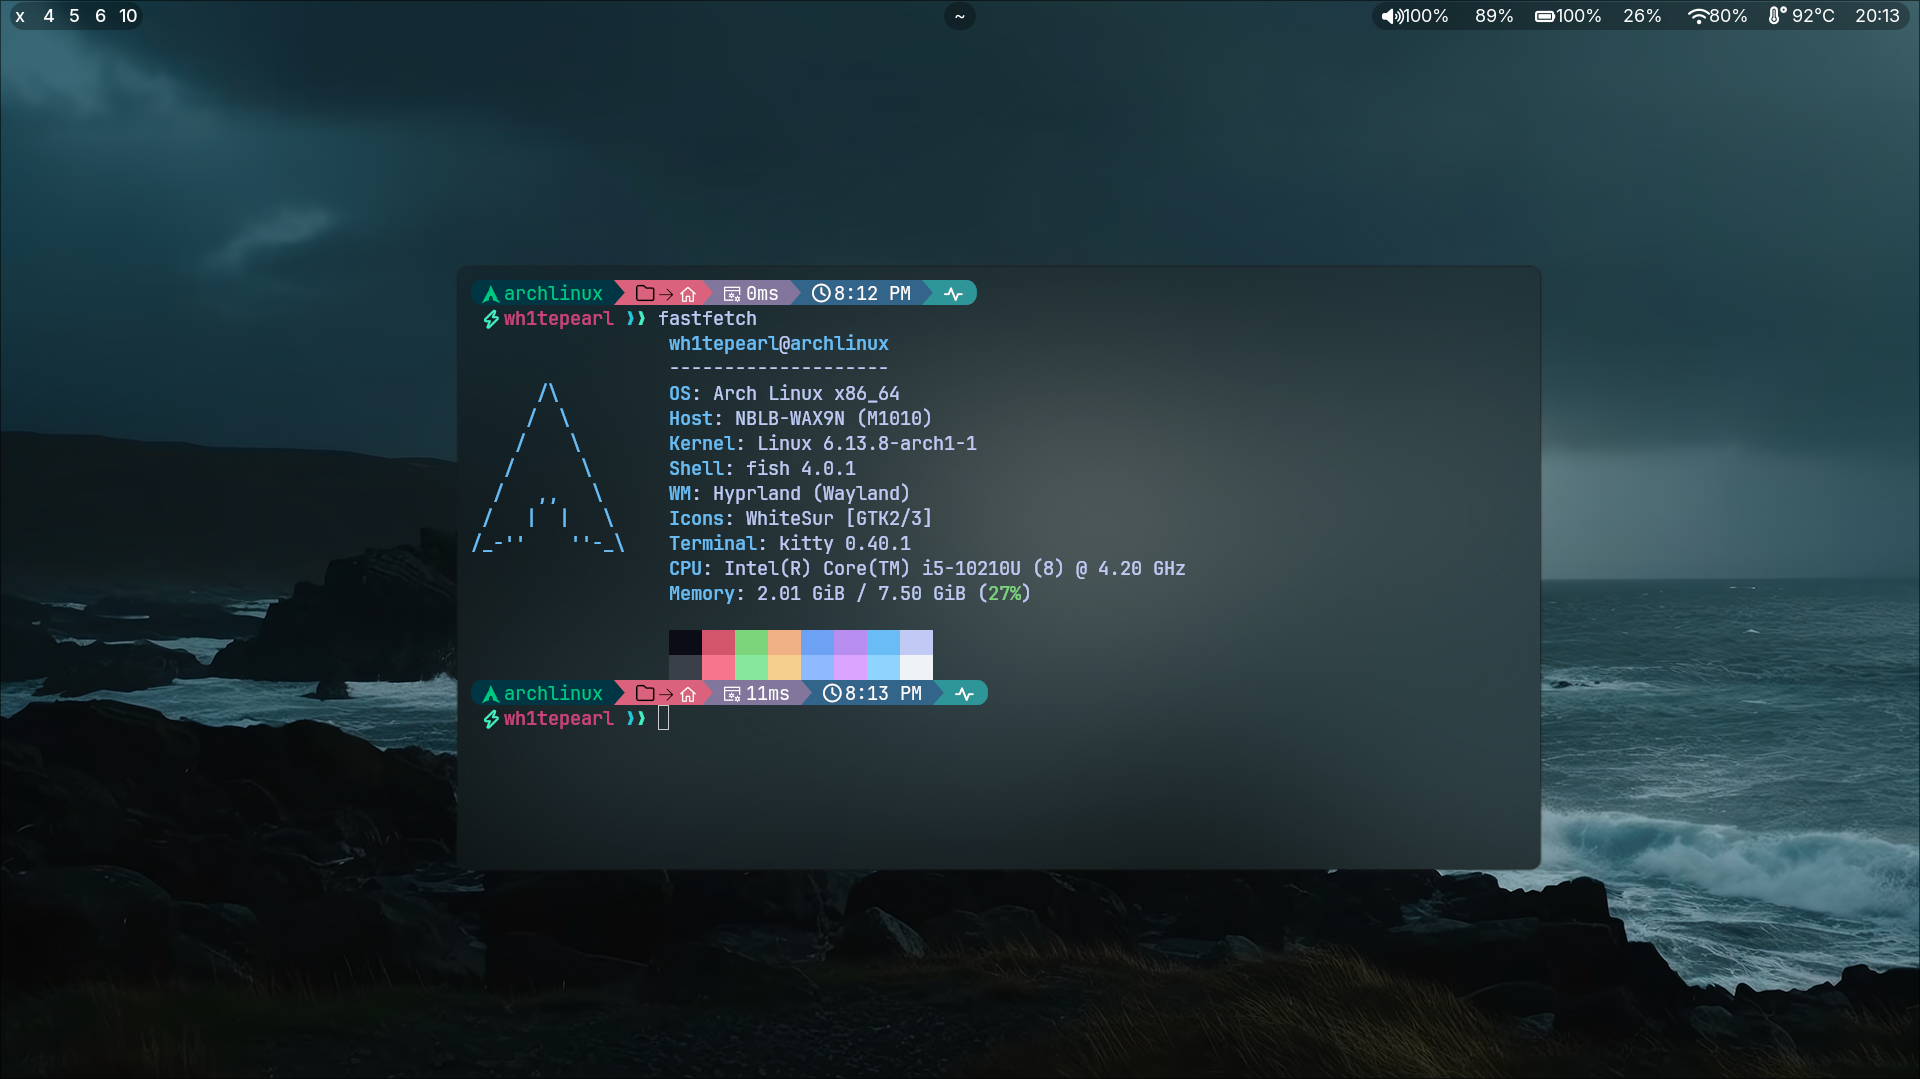 x 4 5 6 10 ~ 100% 89% 100% 26% 80% 92°C 20:13
archlinux → 0ms 8:12 PM
wh1tepearl ❯❯ fastfetch
wh1tepearl@archlinux
--------------------
OS: Arch Linux x86_64
Host: NBLB-WAX9N (M1010)
Kernel: Linux 6.13.8-arch1-1
Shell: fish 4.0.1
WM: Hyprland (Wayland)
Icons: WhiteSur [GTK2/3]
Terminal: kitty 0.40.1
CPU: Intel(R) Core(TM) i5-10210U (8) @ 4.20 GHz
Memory: 2.01 GiB / 7.50 GiB (27%)
archlinux → 11ms 8:13 PM
wh1tepearl ❯❯